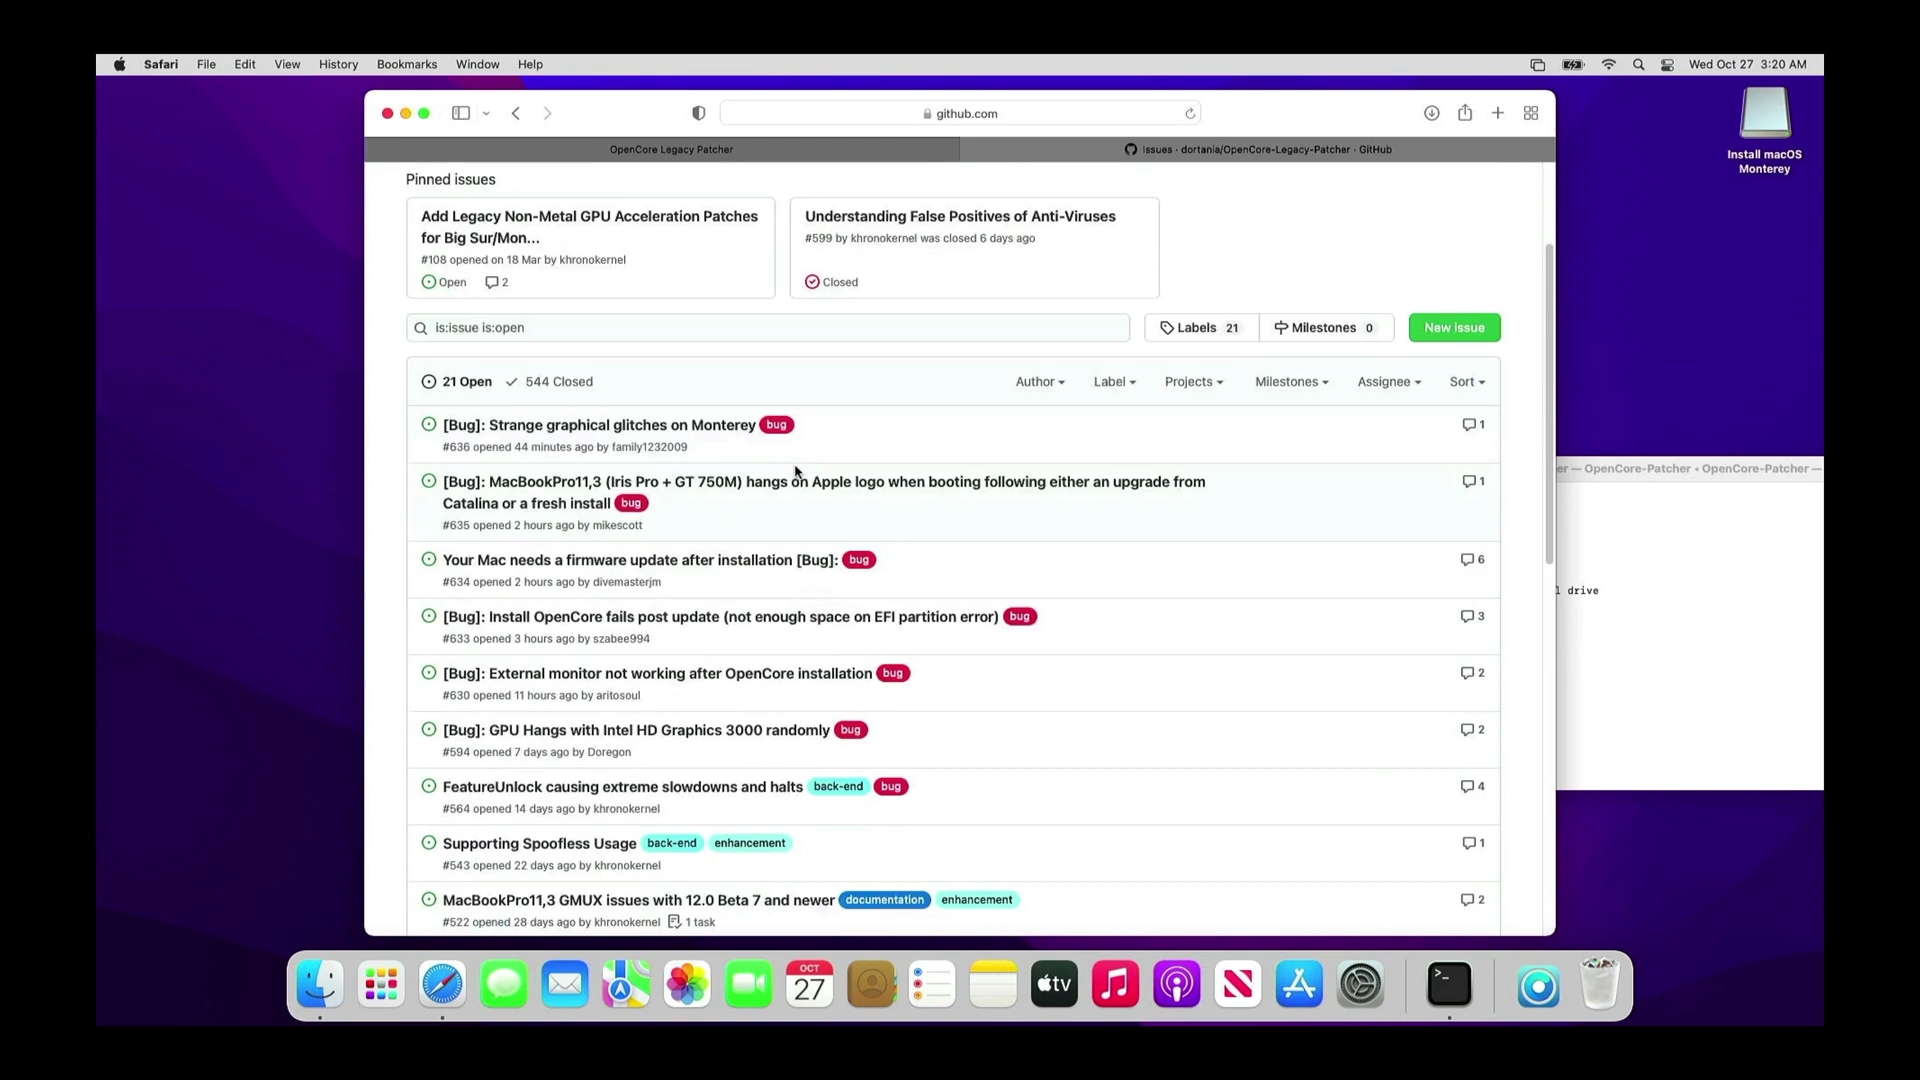 Safari File Edit View History Bookmarks Window Help Wed Oct 27 3:20 AM
github.com
OpenCore Legacy Patcher
Issues · dortania/OpenCore-Legacy-Patcher · GitHub
Install macOS
Monterey
Pinned issues
Add Legacy Non-Metal GPU Acceleration Patches
for Big Sur/Mon...
#108 opened on 18 Mar by khronokernel
Open 2
Understanding False Positives of Anti-Viruses
#599 by khronokernel was closed 6 days ago
Closed
is:issue is:open
Labels 21 Milestones 0 New issue
21 Open 544 Closed Author Label Projects Milestones Assignee Sort
[Bug]: Strange graphical glitches on Monterey bug 1
#636 opened 44 minutes ago by family1232009
[Bug]: MacBookPro11,3 (Iris Pro + GT 750M) hangs on Apple logo when booting following either an upgrade from 1
Catalina or a fresh install bug
#635 opened 2 hours ago by mikescott
Your Mac needs a firmware update after installation [Bug]: bug 6
#634 opened 2 hours ago by divemasterjm
[Bug]: Install OpenCore fails post update (not enough space on EFI partition error) bug 3
#633 opened 3 hours ago by szabee994
[Bug]: External monitor not working after OpenCore installation bug 2
#630 opened 11 hours ago by aritosoul
[Bug]: GPU Hangs with Intel HD Graphics 3000 randomly bug 2
#594 opened 7 days ago by Doregon
FeatureUnlock causing extreme slowdowns and halts back-end bug 4
#564 opened 14 days ago by khronokernel
Supporting Spoofless Usage back-end enhancement 1
#543 opened 22 days ago by khronokernel
MacBookPro11,3 GMUX issues with 12.0 Beta 7 and newer documentation enhancement 2
#522 opened 28 days ago by khronokernel 1 task
er — OpenCore-Patcher • OpenCore-Patcher —
l drive
OCT
27
tv